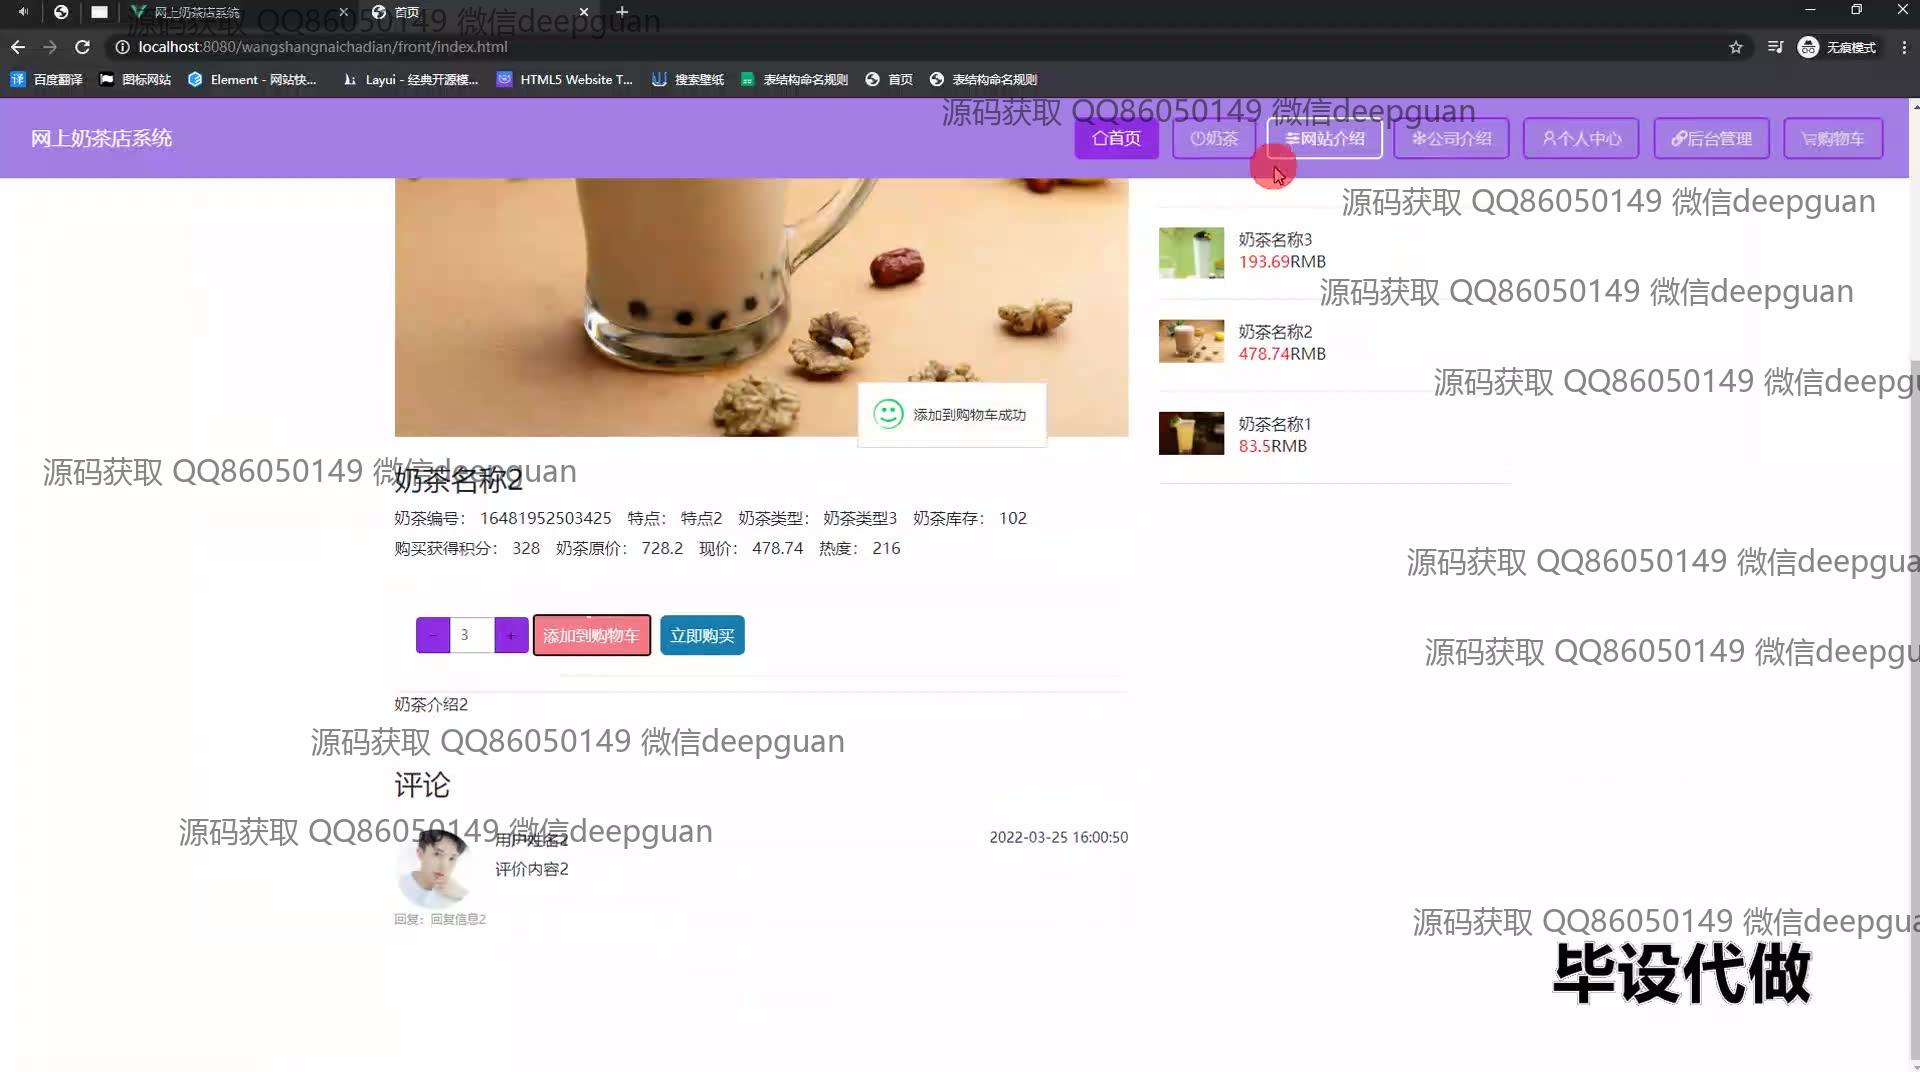 网上奶茶店系统
首页
源码获取 QQ86050149 微信deepguan
localhost:8080/wangshangnaichadian/front/index.html
无痕模式
百度翻译 图标网站 Element - 网站快... Layui - 经典开源模... HTML5 Website T... 搜索壁纸 表结构命名规则 首页 表结构命名规则
源码获取 QQ86050149 微信deepguan
网上奶茶店系统
首页 奶茶 网站介绍 公司介绍 个人中心 后台管理 购物车
源码获取 QQ86050149 微信deepguan
奶茶名称3
193.69RMB
源码获取 QQ86050149 微信deepguan
奶茶名称2
478.74RMB
源码获取 QQ86050149 微信deepgu
添加到购物车成功
奶茶名称1
83.5RMB
源码获取 QQ86050149 微信deepguan
奶茶名称2
奶茶编号： 16481952503425 特点： 特点2 奶茶类型： 奶茶类型3 奶茶库存： 102
购买获得积分： 328 奶茶原价： 728.2 现价： 478.74 热度： 216
源码获取 QQ86050149 微信deepgua
- 3 + 添加到购物车 立即购买
源码获取 QQ86050149 微信deepgu
奶茶介绍2
源码获取 QQ86050149 微信deepguan
评论
源码获取 QQ86050149 微信deepguan
用户姓名2
2022-03-25 16:00:50
评价内容2
回复：回复信息2
源码获取 QQ86050149 微信deepgua
毕设代做